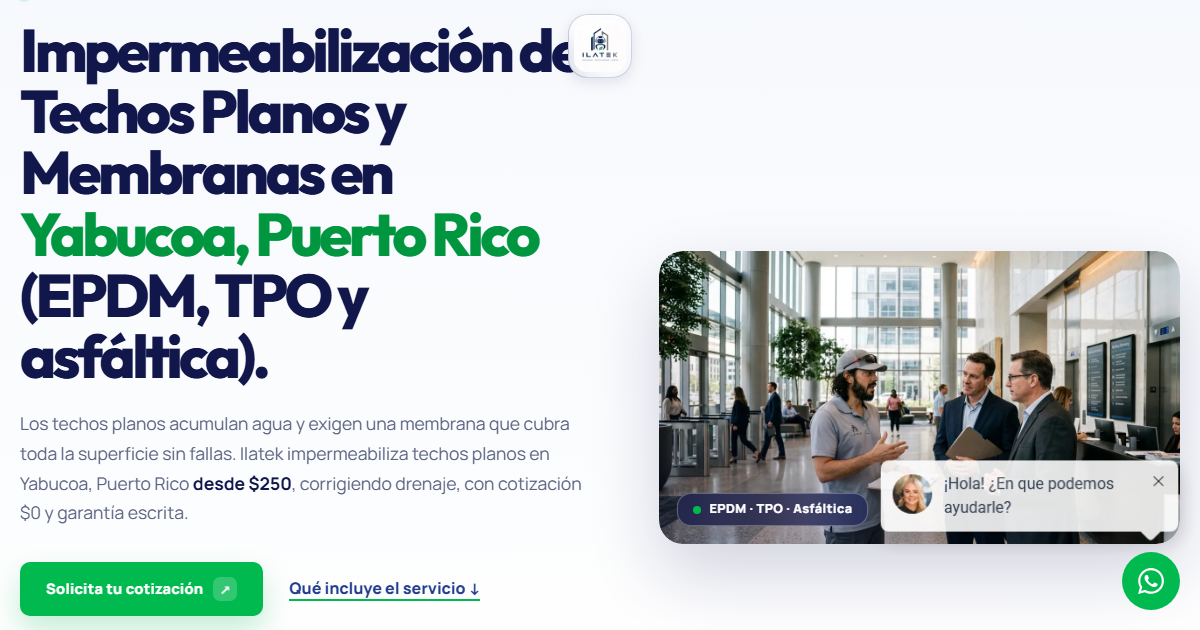 Impermeabilización de
ILATEK
Techos Planos y
Membranas en
Yabucoa, Puerto Rico
(EPDM, TPO y
asfáltica).
Los techos planos acumulan agua y exigen una membrana que cubra
toda la superficie sin fallas. Ilatek impermeabiliza techos planos en
Yabucoa, Puerto Rico desde $250, corrigiendo drenaje, con cotización
$0 y garantía escrita.
Solicita tu cotización ↗
Qué incluye el servicio ↓
EPDM · TPO · Asfáltica
¡Hola! ¿En que podemos
ayudarle?